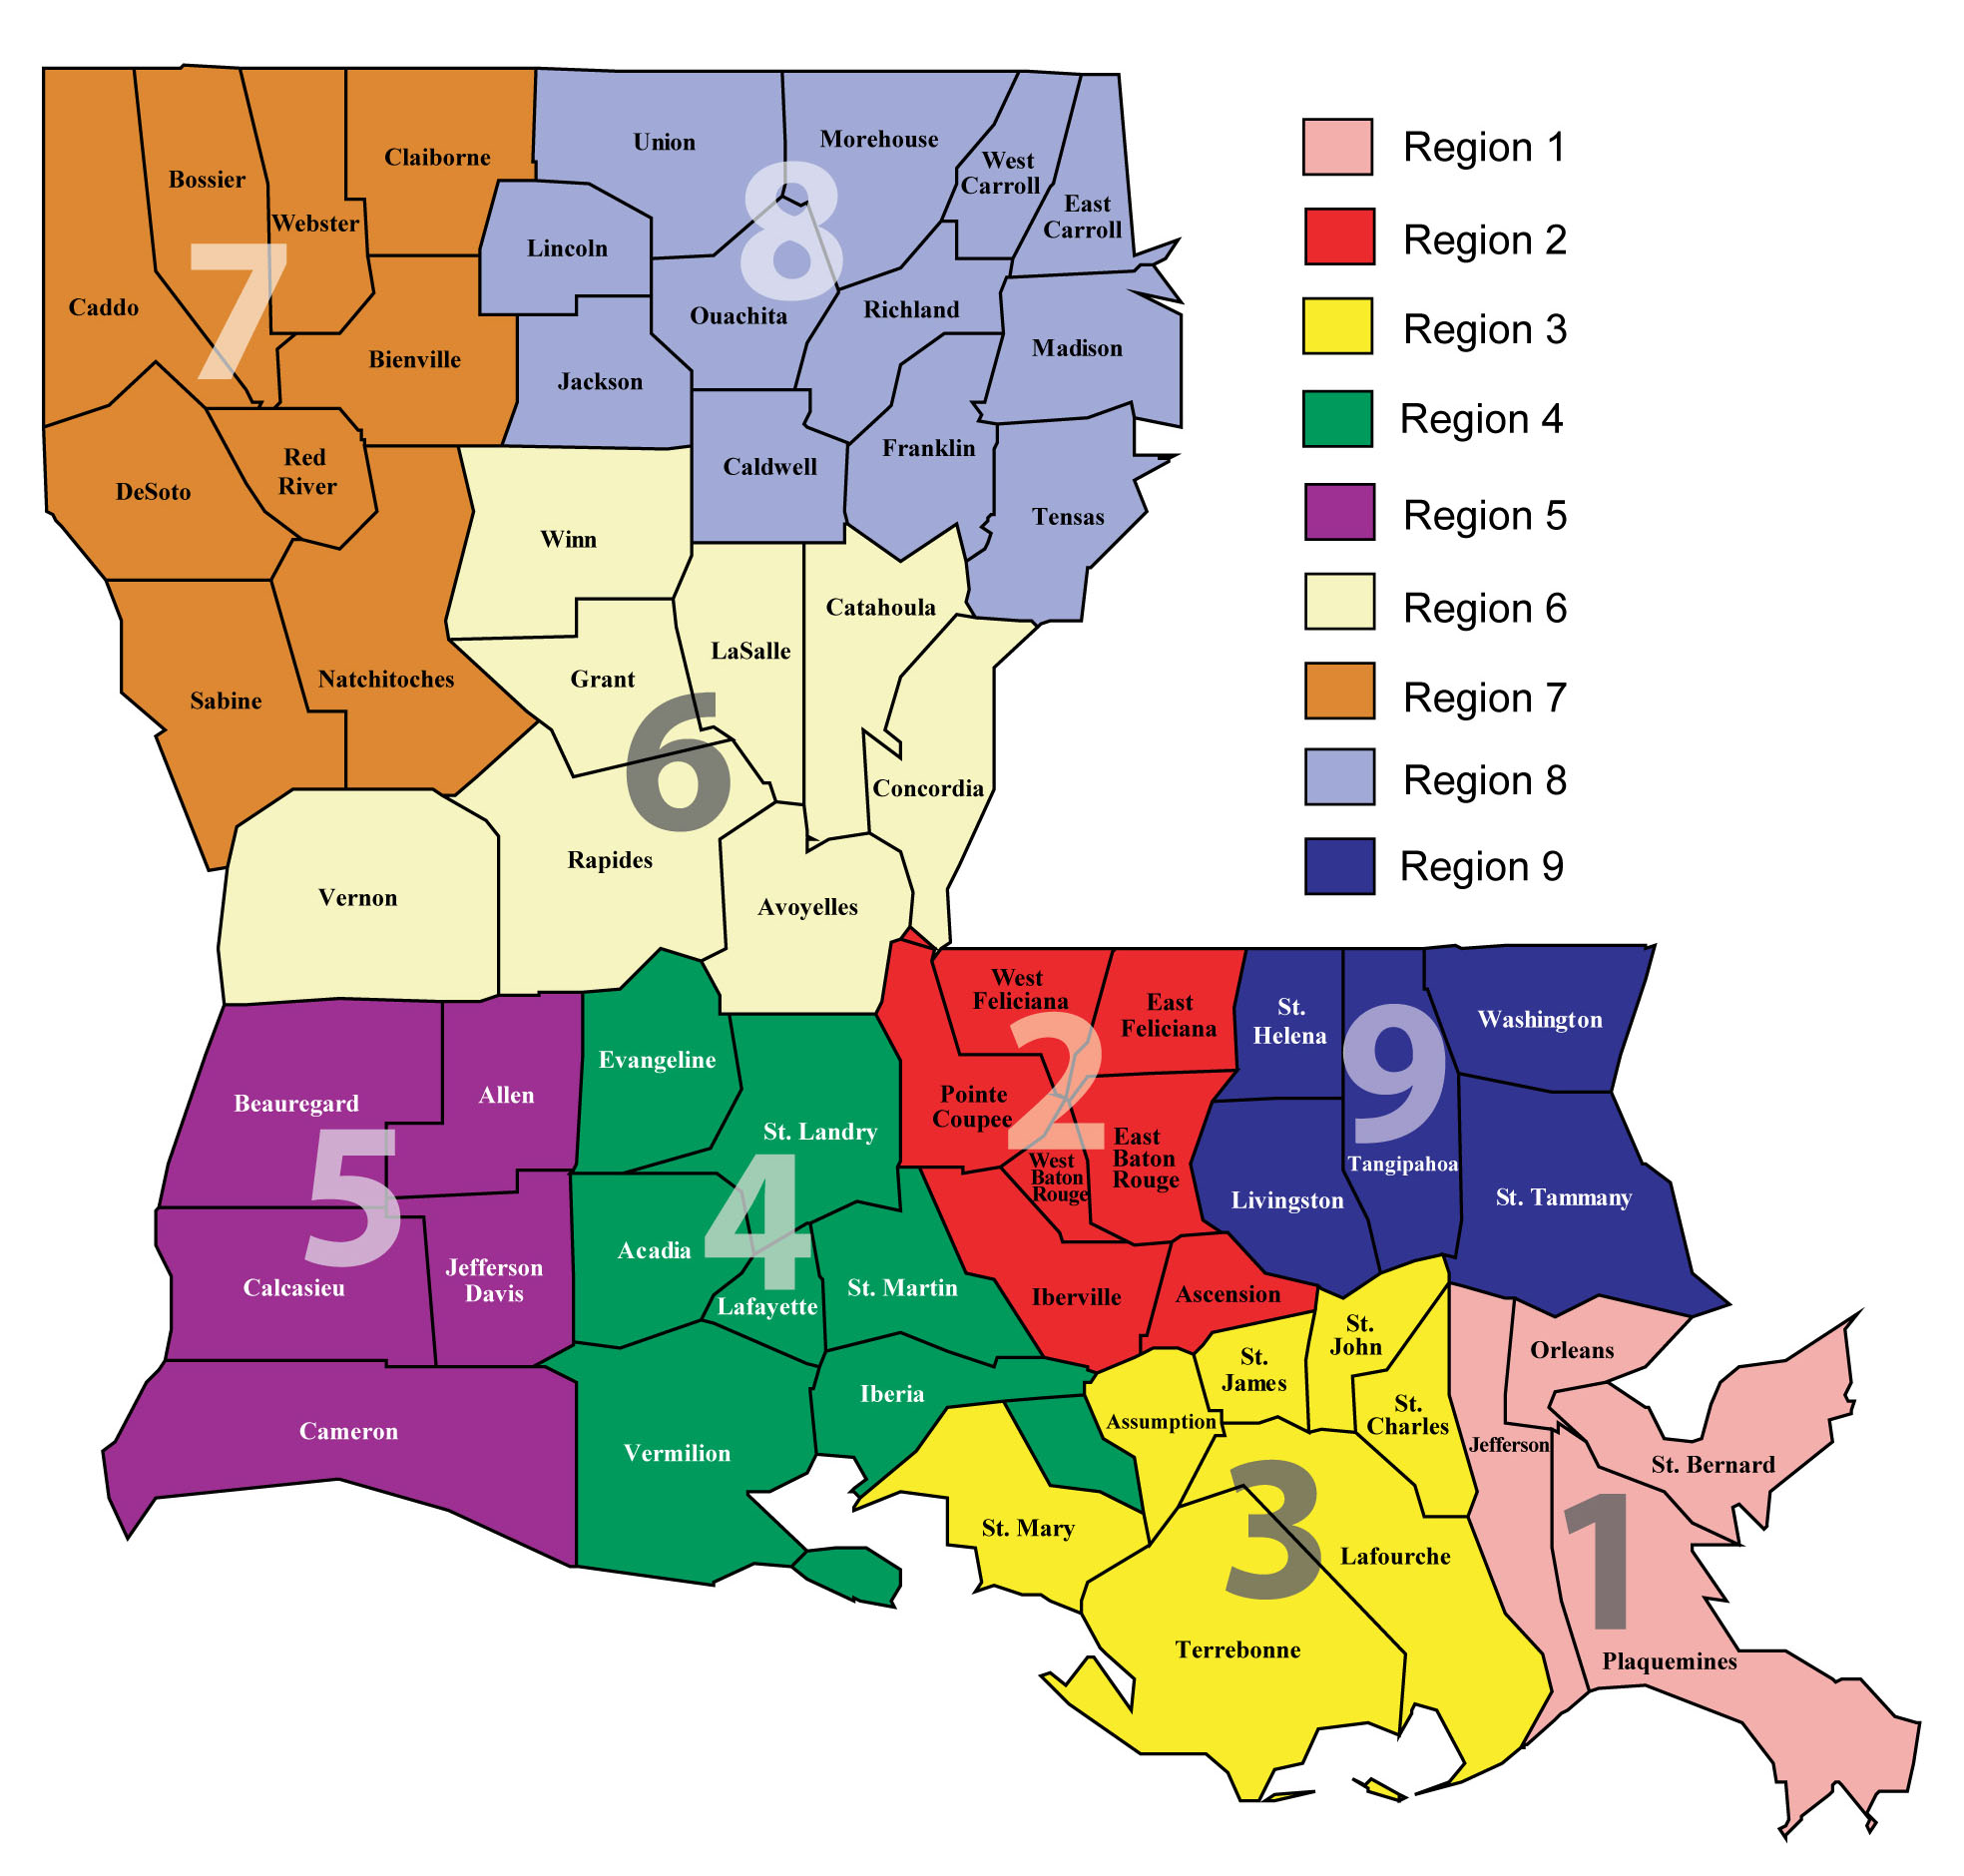 Union
Morehouse
Claiborne
Bossier
West
Carroll
Webster
East
Carroll
Lincoln
7
8
Caddo
Ouachita
Richland
Madison
Bienville
Jackson
Franklin
Red
River
Caldwell
DeSoto
Tensas
Winn
Catahoula
LaSalle
Grant
Natchitoches
Sabine
6
Concordia
Rapides
Vernon
Avoyelles
West
Feliciana
East
Feliciana
St.
Helena
Washington
2
9
Evangeline
Beauregard
Allen
Pointe
Coupee
St. Landry
East
Baton
Rouge
West
Baton
Rouge
Tangipahoa
Livingston
St. Tammany
5
4
Acadia
Jefferson
Davis
Calcasieu
St. Martin
Lafayette
Iberville
Ascension
St.
John
Orleans
St.
James
Iberia
St.
Charles
Assumption
Cameron
Jefferson
Vermilion
St. Bernard
St. Mary
3
1
Lafourche
Terrebonne
Plaquemines
Region 1
Region 2
Region 3
Region 4
Region 5
Region 6
Region 7
Region 8
Region 9